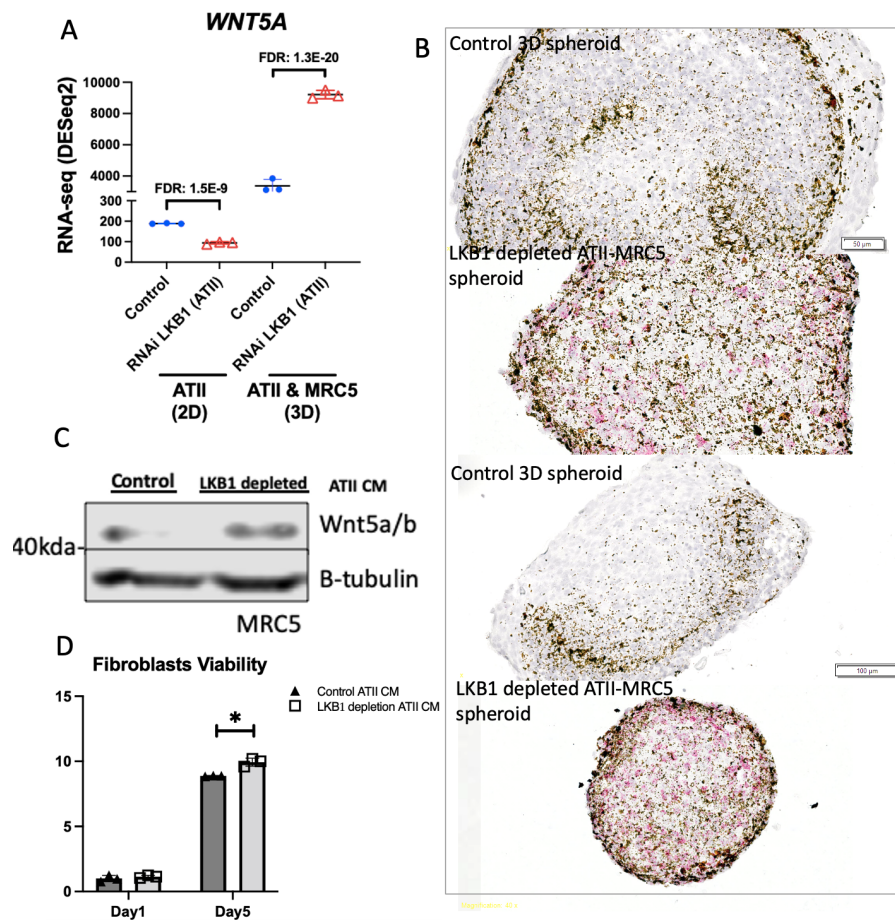 A
WNT5A
FDR: 1.3E-20
10000
8000
6000
4000
300
200
100
0
RNA-seq (DESeq2)
FDR: 1.5E-9
Control
RNAi LKB1 (ATII)
Control
RNAi LKB1 (ATII)
ATII
(2D)
ATII & MRC5
(3D)
B
Control 3D spheroid
50 µm
LKB1 depleted ATII-MRC5
spheroid
Control 3D spheroid
100 µm
LKB1 depleted ATII-MRC5
spheroid
C
Control
LKB1 depleted
ATII CM
Wnt5a/b
40kda
B-tubulin
MRC5
D
Fibroblasts Viability
Control ATII CM
LKB1 depletion ATII CM
15
10
5
0
*
Day1
Day5